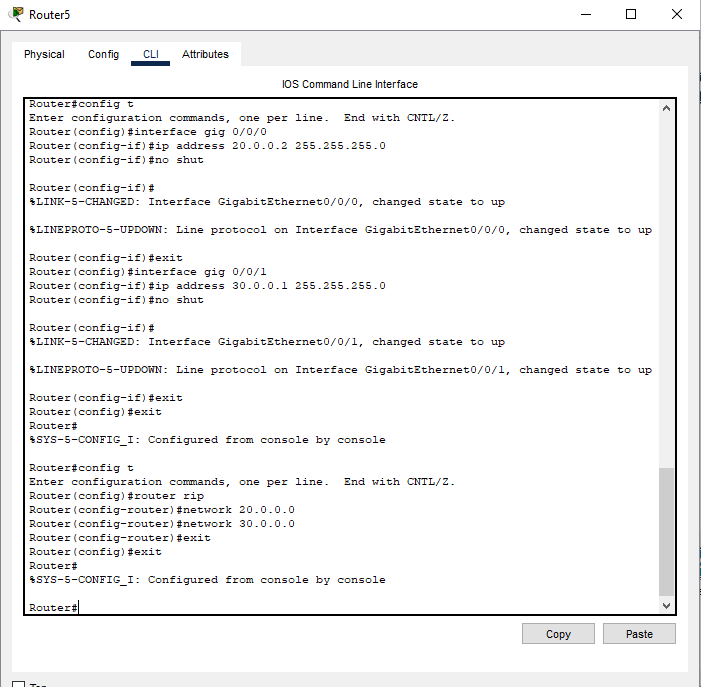 Router5
Physical Config CLI Attributes
IOS Command Line Interface
Router#config t
Enter configuration commands, one per line.  End with CNTL/Z.
Router(config)#interface gig 0/0/0
Router(config-if)#ip address 20.0.0.2 255.255.255.0
Router(config-if)#no shut
Router(config-if)#
%LINK-5-CHANGED: Interface GigabitEthernet0/0/0, changed state to up
%LINEPROTO-5-UPDOWN: Line protocol on Interface GigabitEthernet0/0/0, changed state to up
Router(config-if)#exit
Router(config)#interface gig 0/0/1
Router(config-if)#ip address 30.0.0.1 255.255.255.0
Router(config-if)#no shut
Router(config-if)#
%LINK-5-CHANGED: Interface GigabitEthernet0/0/1, changed state to up
%LINEPROTO-5-UPDOWN: Line protocol on Interface GigabitEthernet0/0/1, changed state to up
Router(config-if)#exit
Router(config)#exit
Router#
%SYS-5-CONFIG_I: Configured from console by console
Router#config t
Enter configuration commands, one per line.  End with CNTL/Z.
Router(config)#router rip
Router(config-router)#network 20.0.0.0
Router(config-router)#network 30.0.0.0
Router(config-router)#exit
Router(config)#exit
Router#
%SYS-5-CONFIG_I: Configured from console by console
Router#
Copy Paste